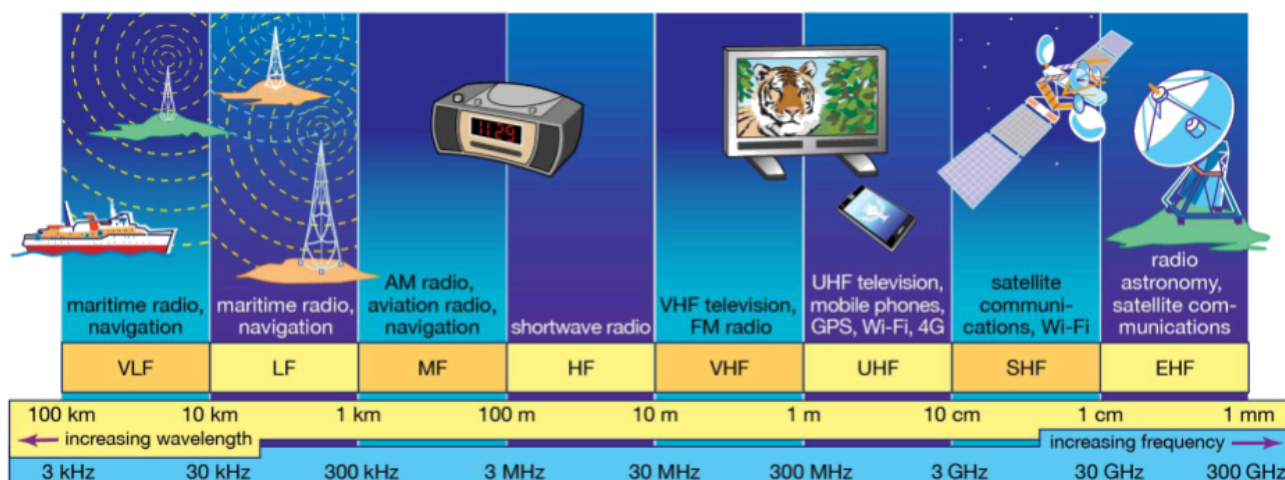 11:29
maritime radio,
navigation
maritime radio,
navigation
AM radio,
aviation radio,
navigation
shortwave radio
VHF television,
FM radio
UHF television,
mobile phones,
GPS, Wi-Fi, 4G
satellite
communi-
cations, Wi-Fi
radio
astronomy,
satellite com-
munications
VLF LF MF HF VHF UHF SHF EHF
100 km 10 km 1 km 100 m 10 m 1 m 10 cm 1 cm 1 mm
increasing wavelength increasing frequency
3 kHz 30 kHz 300 kHz 3 MHz 30 MHz 300 MHz 3 GHz 30 GHz 300 GHz